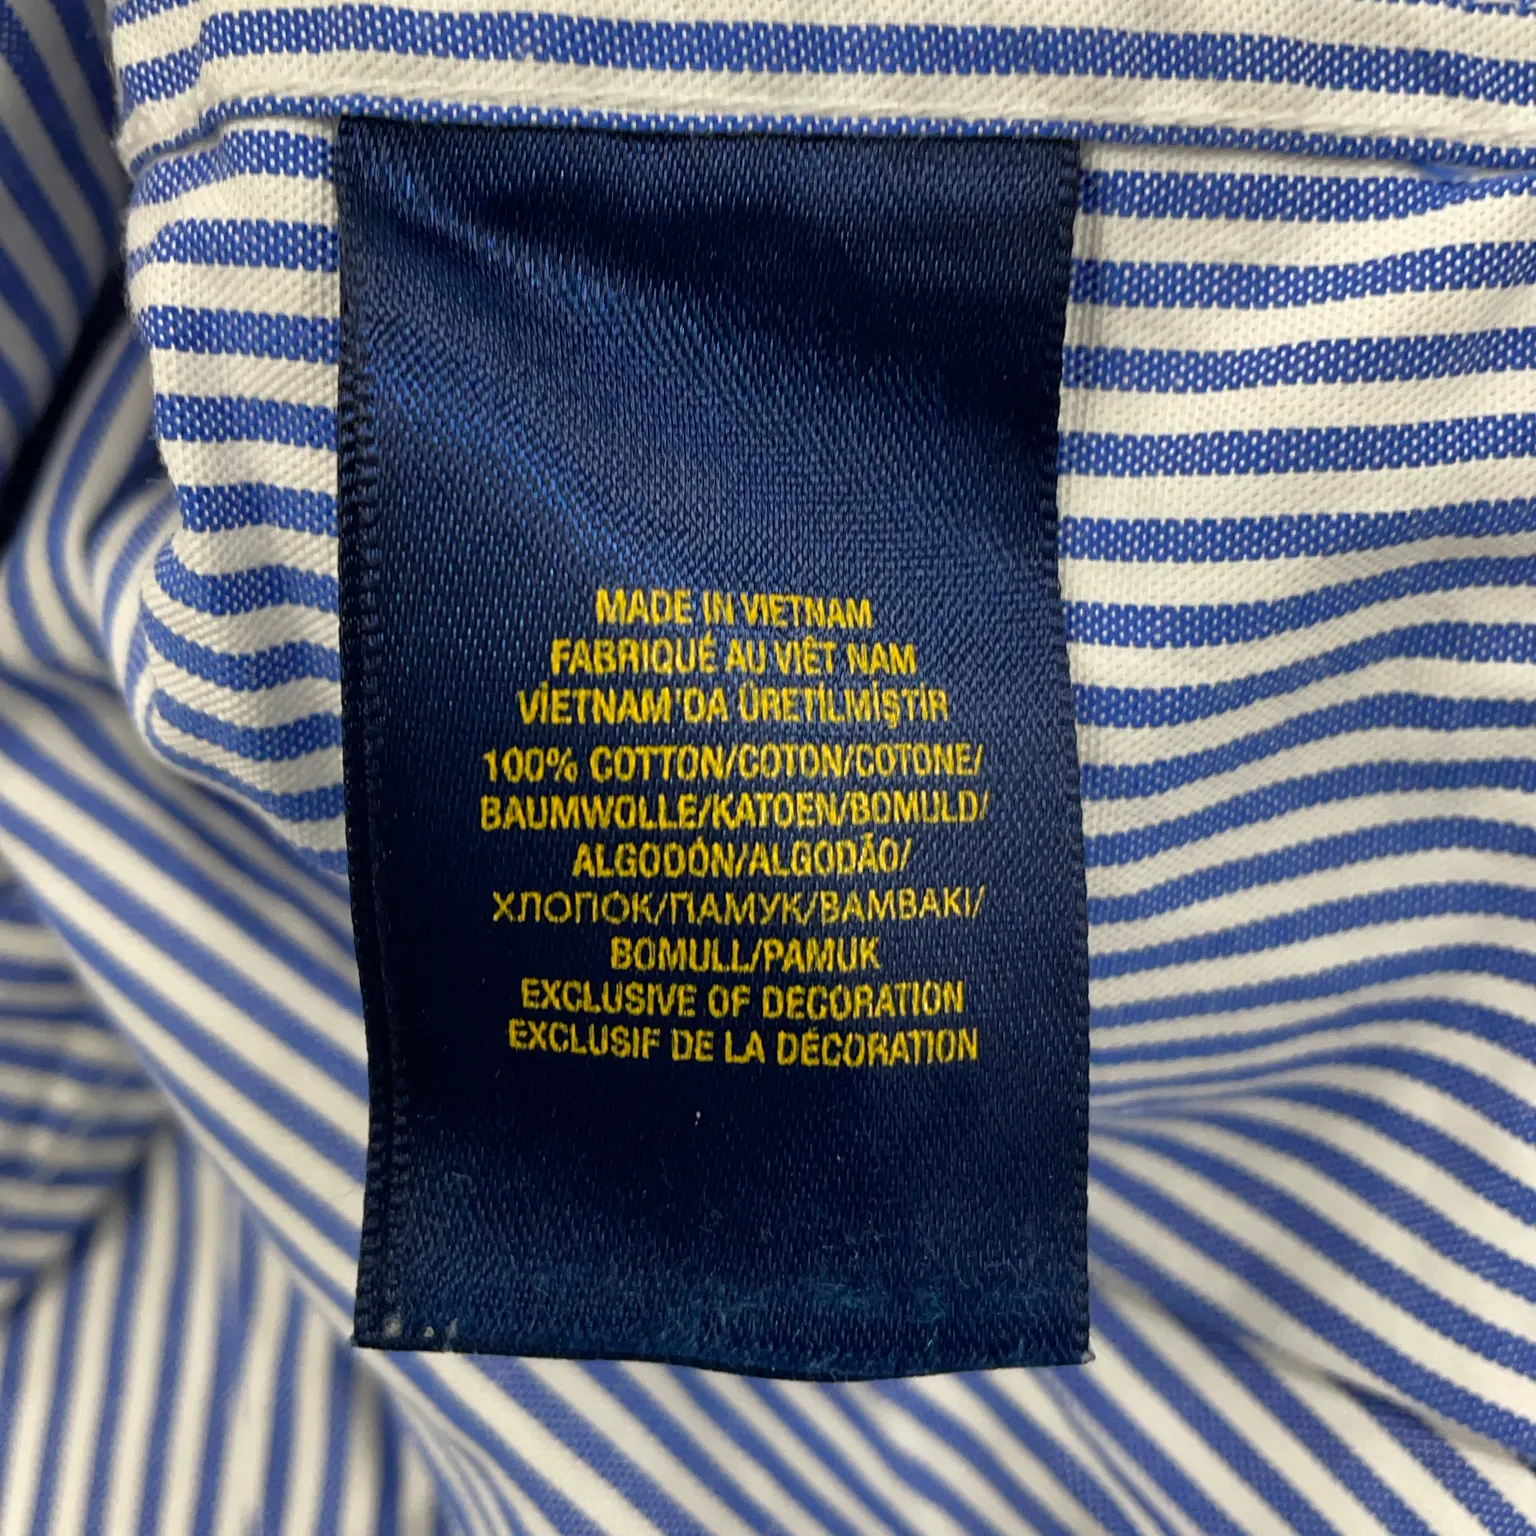 MADE IN VIETNAM
FABRIQUÉ AU VIÊT NAM
VİETNAM'DA ÜRETİLMİŞTİR
100% COTTON/COTON/COTONE/
BAUMWOLLE/KATOEN/BOMULD/
ALGODÓN/ALGODÃO/
ХЛОПОК/ПАМУК/ΒΑΜΒΑΚΙ/
BOMULL/PAMUK
EXCLUSIVE OF DECORATION
EXCLUSIF DE LA DÉCORATION